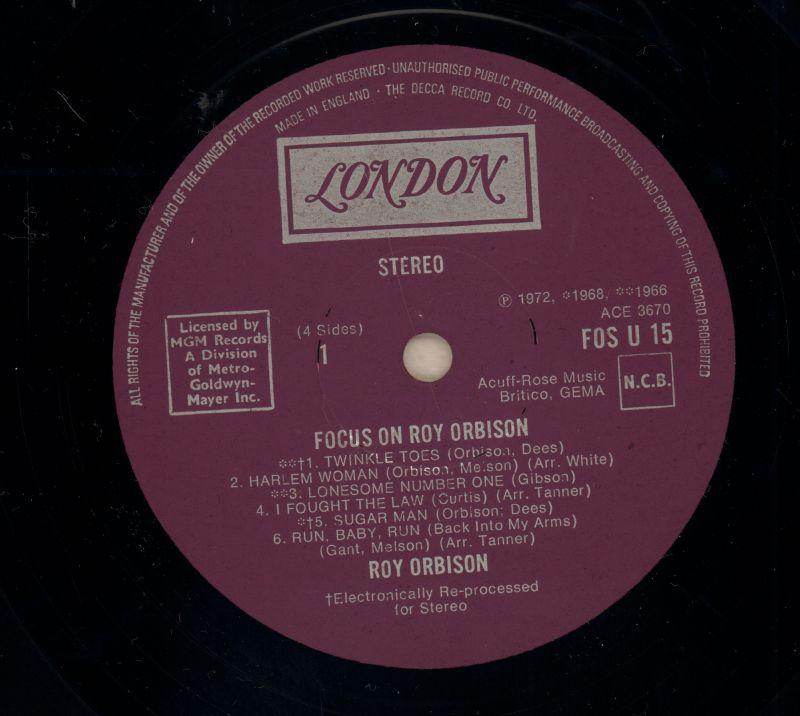 ALL RIGHTS OF THE MANUFACTURER AND OF THE OWNER OF THE RECORDED WORK RESERVED · UNAUTHORISED PUBLIC PERFORMANCE BROADCASTING AND COPYING OF THIS RECORD PROHIBITED
MADE IN ENGLAND · THE DECCA RECORD CO LTD.
LONDON
STEREO
Ⓟ 1972, *1968, **1966
ACE 3670
FOS U 15
Licensed by
MGM Records
A Division
of Metro-
Goldwyn-
Mayer Inc.
(4 Sides)
1
Acuff-Rose Music
Britico, GEMA
N.C.B.
FOCUS ON ROY ORBISON
**†1. TWINKLE TOES (Orbison, Dees)
2. HARLEM WOMAN (Orbison, Melson) (Arr. White)
**3. LONESOME NUMBER ONE (Gibson)
4. I FOUGHT THE LAW (Curtis) (Arr. Tanner)
*†5. SUGAR MAN (Orbison; Dees)
6. RUN, BABY, RUN (Back Into My Arms)
(Gant, Melson) (Arr. Tanner)
ROY ORBISON
†Electronically Re-processed
for Stereo